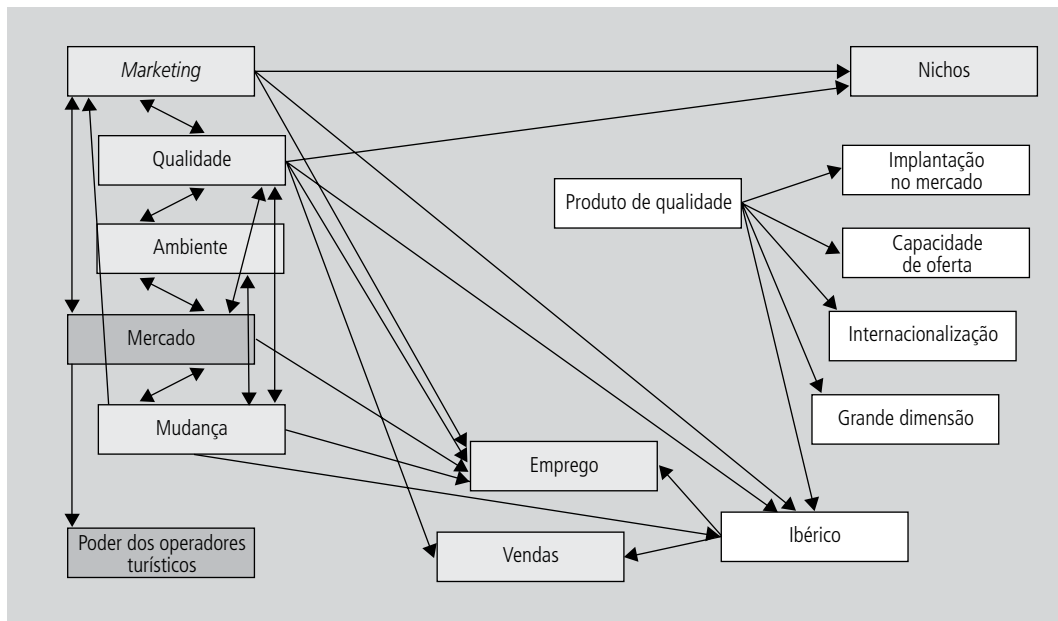 Marketing
Nichos
Qualidade
Implantação
no mercado
Produto de qualidade
Ambiente
Capacidade
de oferta
Mercado
Internacionalização
Mudança
Grande dimensão
Emprego
Poder dos operadores
turísticos
Vendas
Ibérico